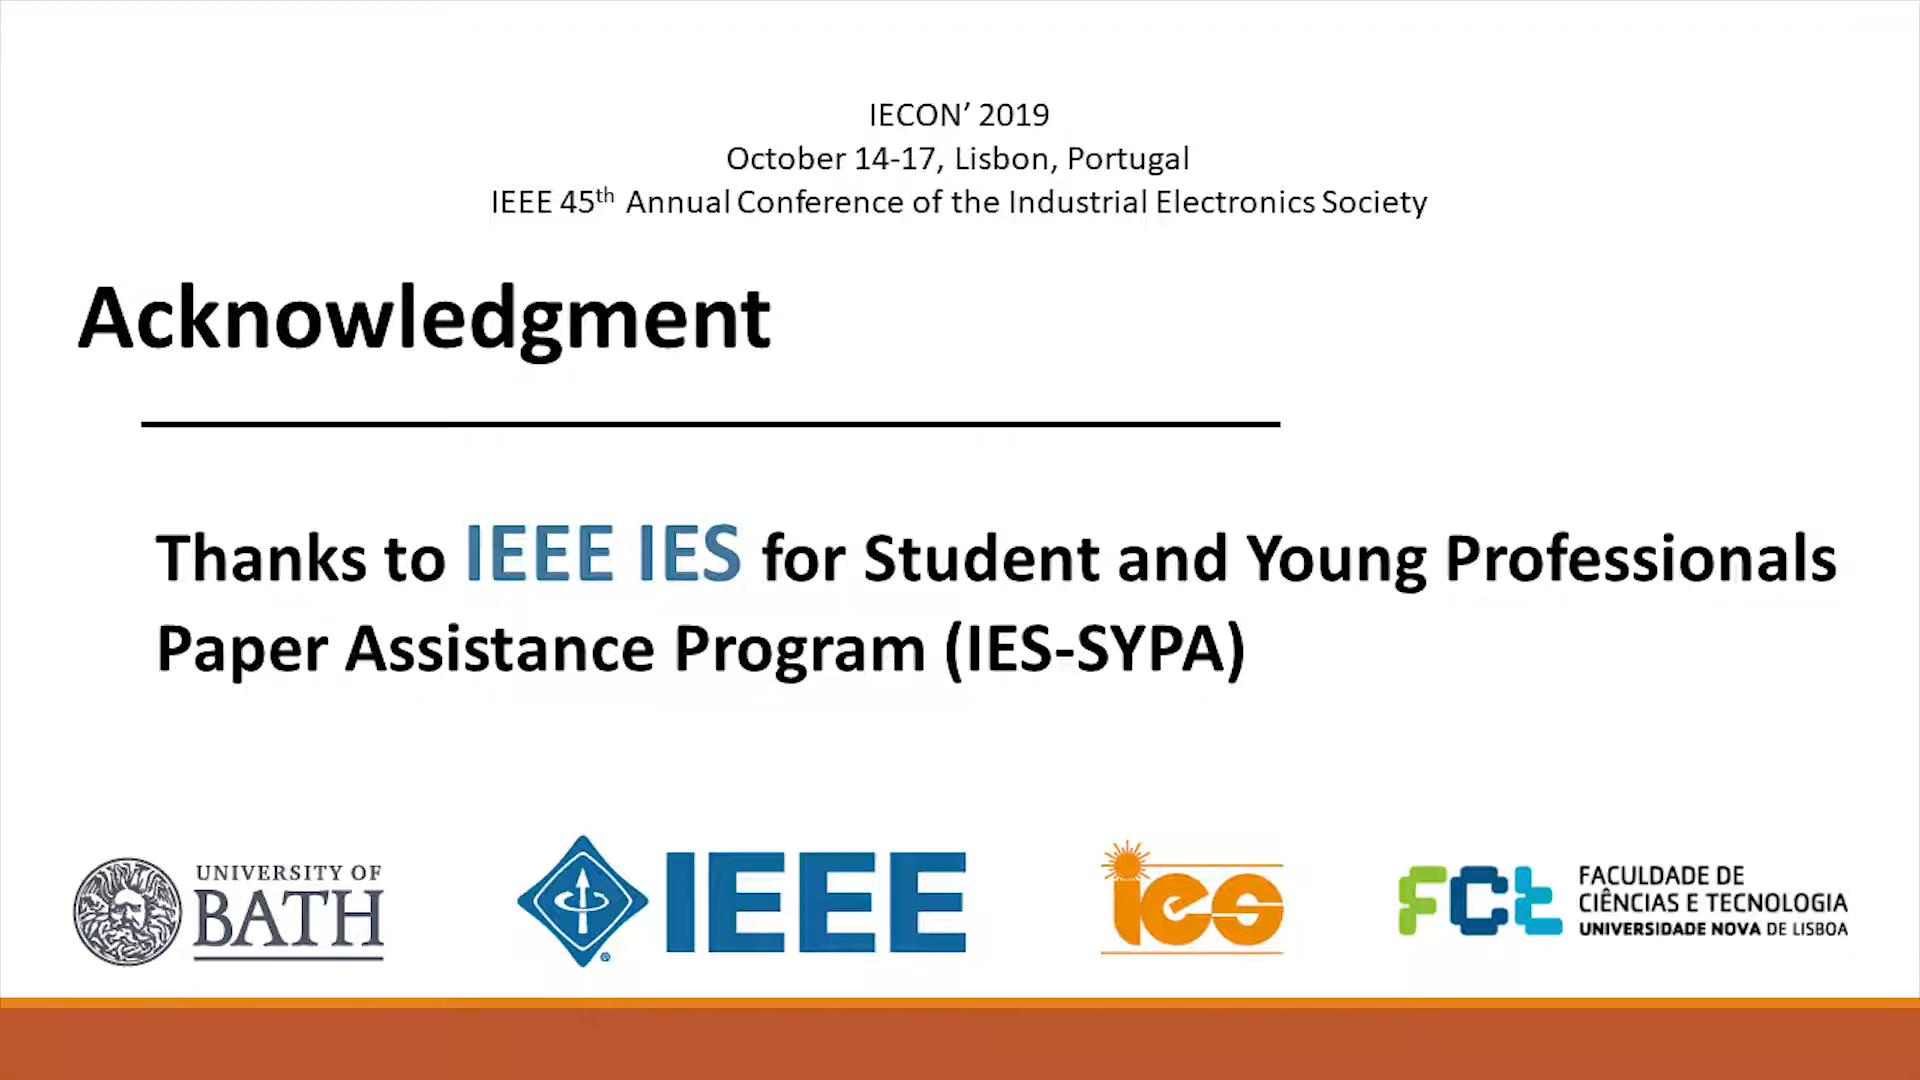 IECON’ 2019
October 14-17, Lisbon, Portugal
IEEE 45th Annual Conference of the Industrial Electronics Society
Acknowledgment
Thanks to IEEE IES for Student and Young Professionals
Paper Assistance Program (IES-SYPA)
UNIVERSITY OF
BATH
IEEE
ies
FCt
FACULDADE DE
CIÊNCIAS E TECNOLOGIA
UNIVERSIDADE NOVA DE LISBOA